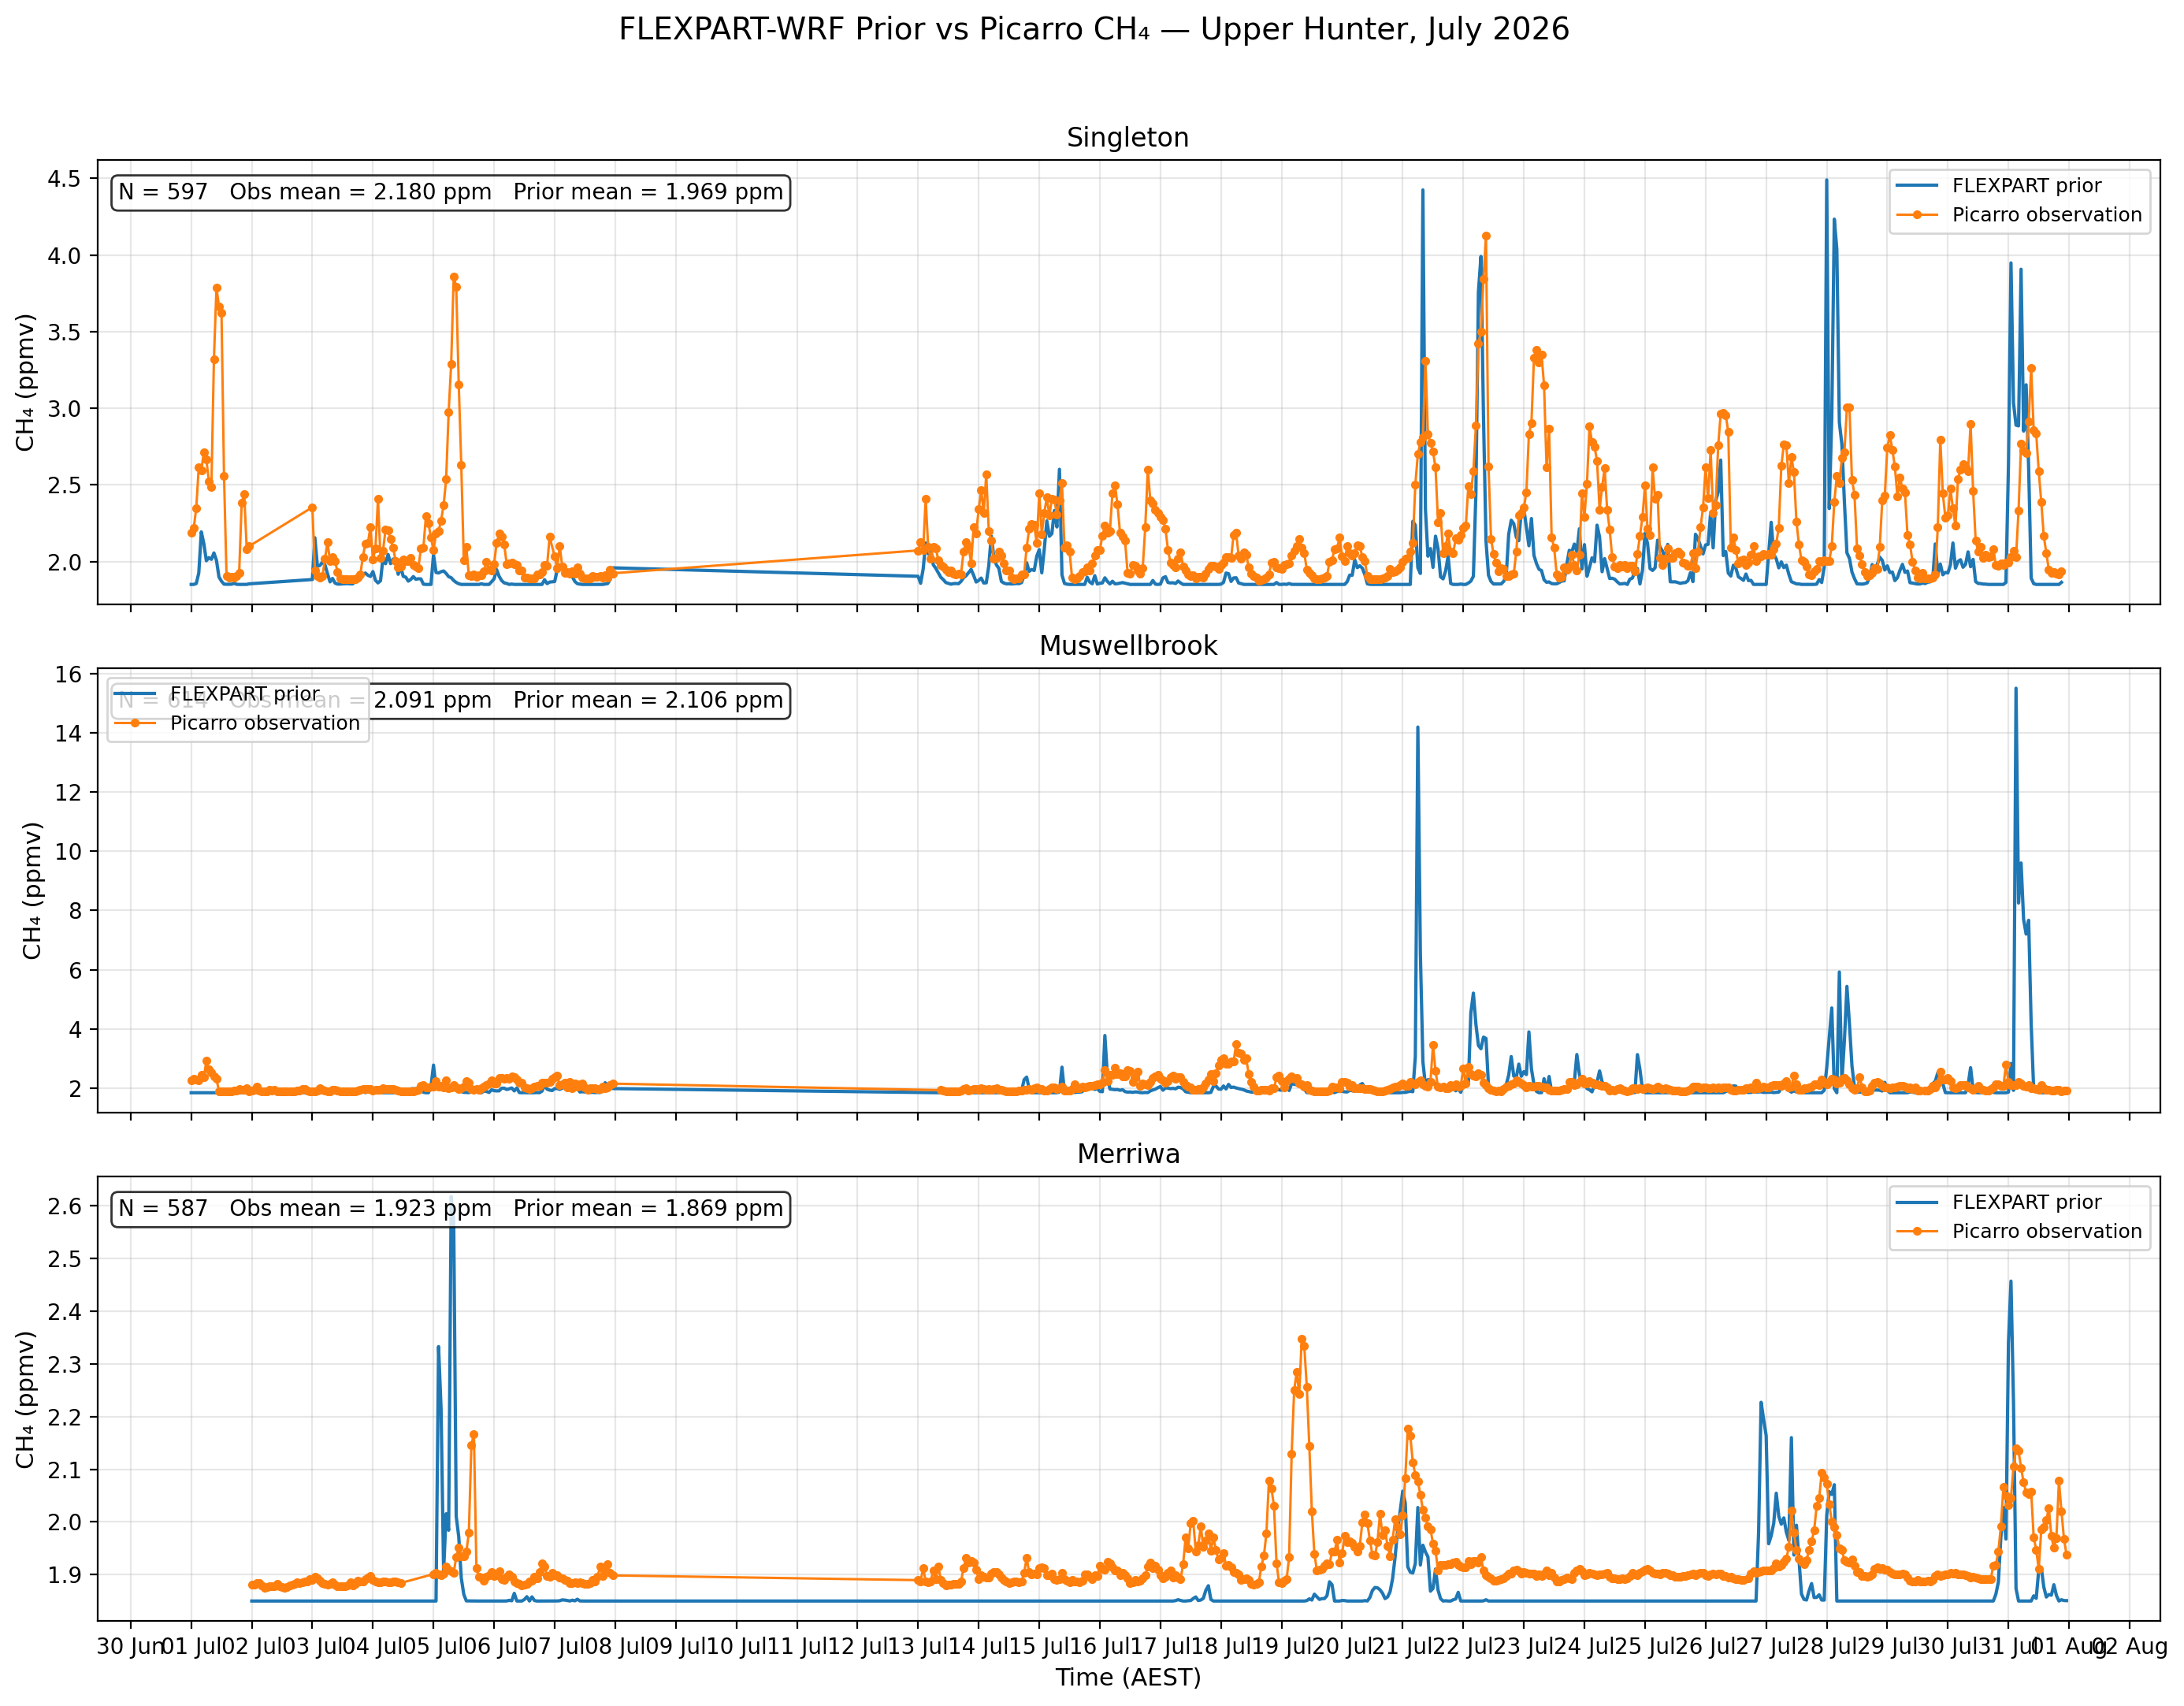 FLEXPART-WRF Prior vs Picarro CH₄ — Upper Hunter, July 2026
Singleton
N = 597 Obs mean = 2.180 ppm Prior mean = 1.969 ppm
FLEXPART prior
Picarro observation
4.5
4.0
3.5
3.0
2.5
2.0
CH₄ (ppmv)
Muswellbrook
N = 614 Obs mean = 2.091 ppm Prior mean = 2.106 ppm
FLEXPART prior
Picarro observation
16
14
12
10
8
6
4
2
CH₄ (ppmv)
Merriwa
N = 587 Obs mean = 1.923 ppm Prior mean = 1.869 ppm
FLEXPART prior
Picarro observation
2.6
2.5
2.4
2.3
2.2
2.1
2.0
1.9
CH₄ (ppmv)
30 Jun 01 Jul 02 Jul 03 Jul 04 Jul 05 Jul 06 Jul 07 Jul 08 Jul 09 Jul 10 Jul 11 Jul 12 Jul 13 Jul 14 Jul 15 Jul 16 Jul 17 Jul 18 Jul 19 Jul 20 Jul 21 Jul 22 Jul 23 Jul 24 Jul 25 Jul 26 Jul 27 Jul 28 Jul 29 Jul 30 Jul 31 Jul 01 Aug 02 Aug
Time (AEST)